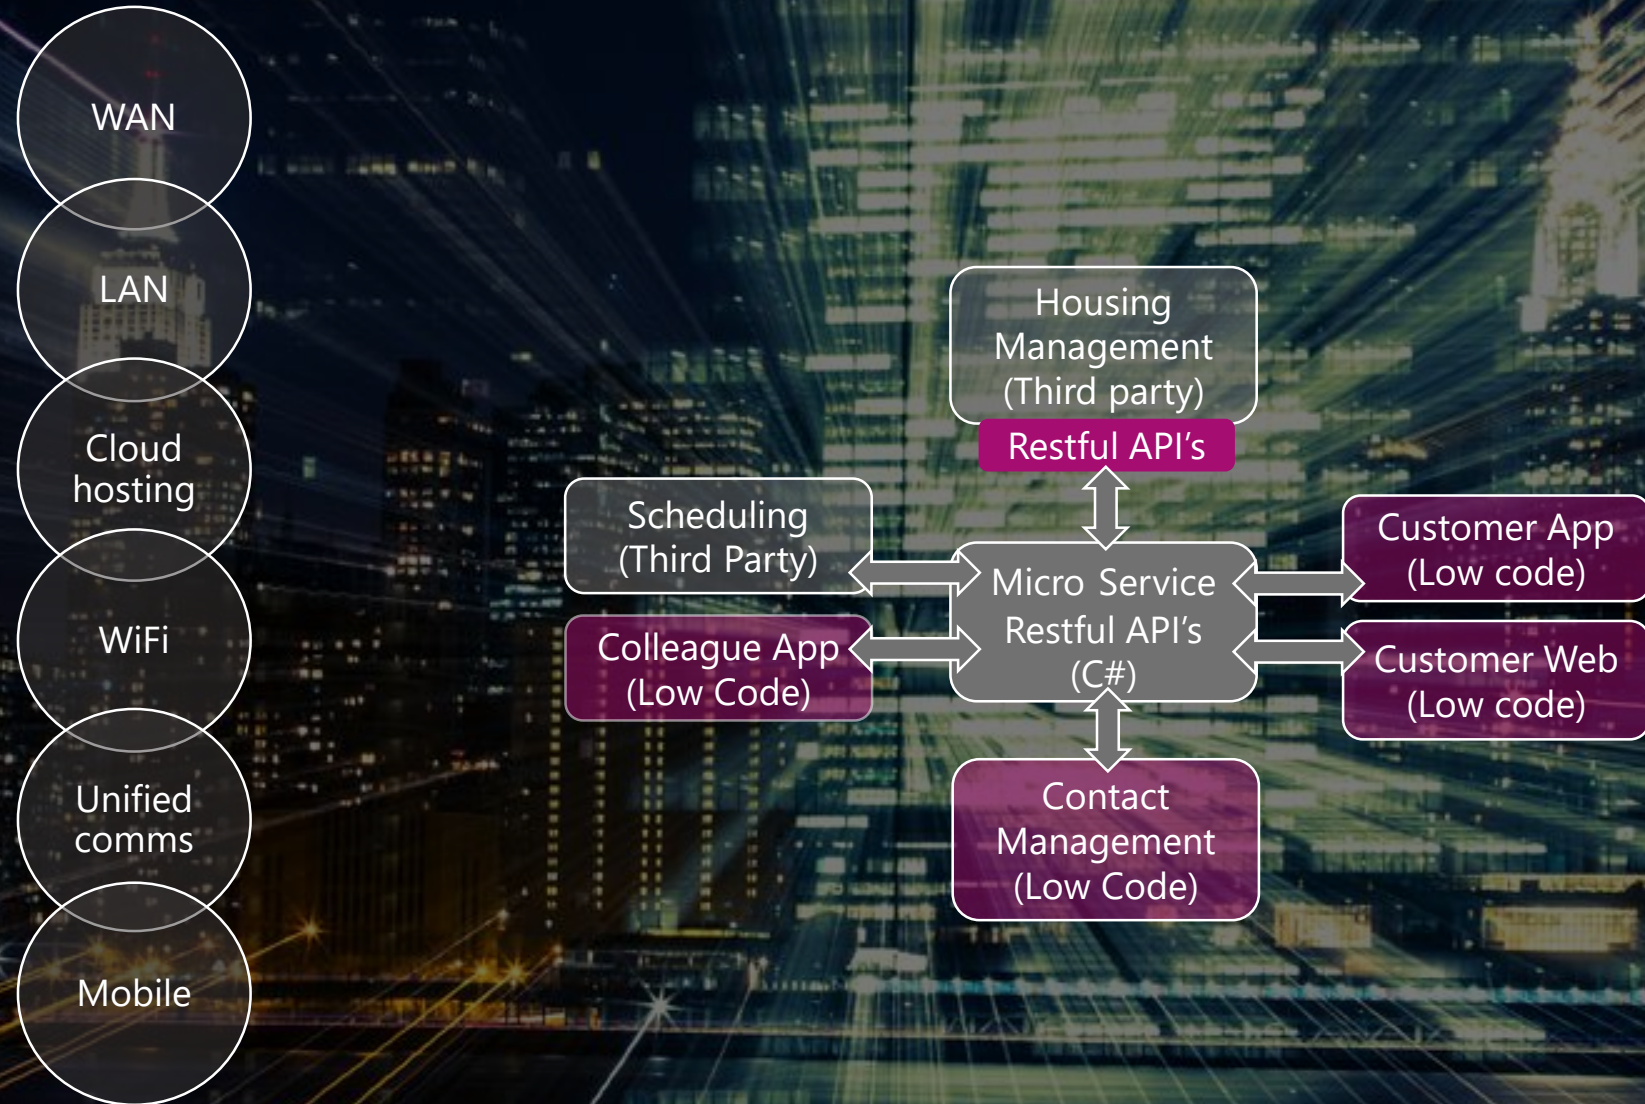 WAN
LAN
Cloud
hosting
WiFi
Unified
comms
Mobile
Housing
Management
(Third party)
Restful API’s
Scheduling
(Third Party)
Colleague App
(Low Code)
Micro Service
Restful API’s
(C#)
Customer App
(Low code)
Customer Web
(Low code)
Contact
Management
(Low Code)